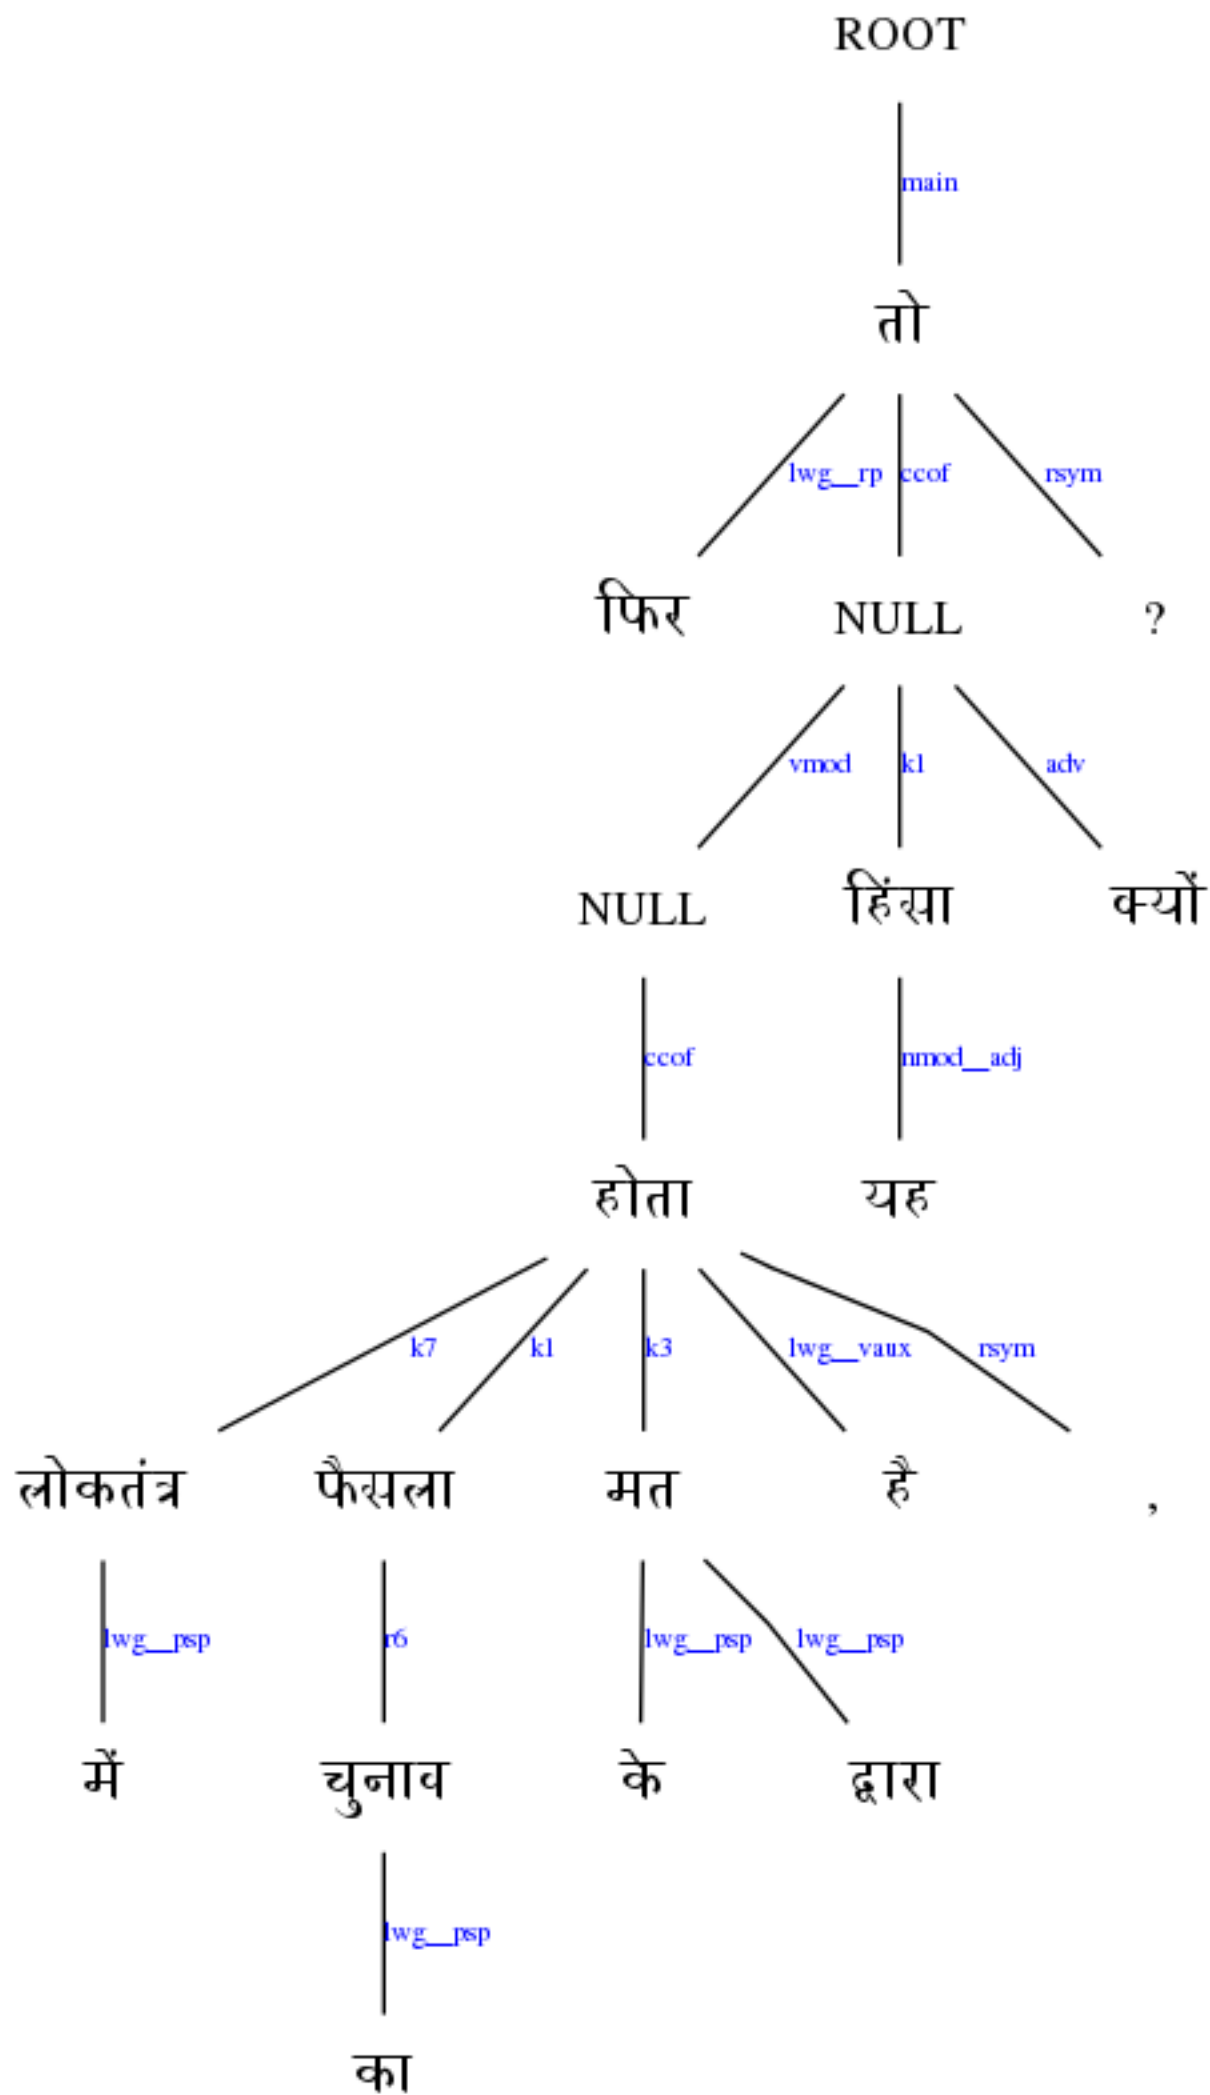 ROOT
main
तो
lwg__rp ccof rsym
फिर NULL ?
vmod k1 adv
NULL हिंसा क्यों
ccof nmod__adj
होता यह
k7 k1 k3 lwg__vaux rsym
लोकतंत्र फैसला मत है ,
lwg__psp r6 lwg__psp lwg__psp
में चुनाव के द्वारा
lwg__psp
का